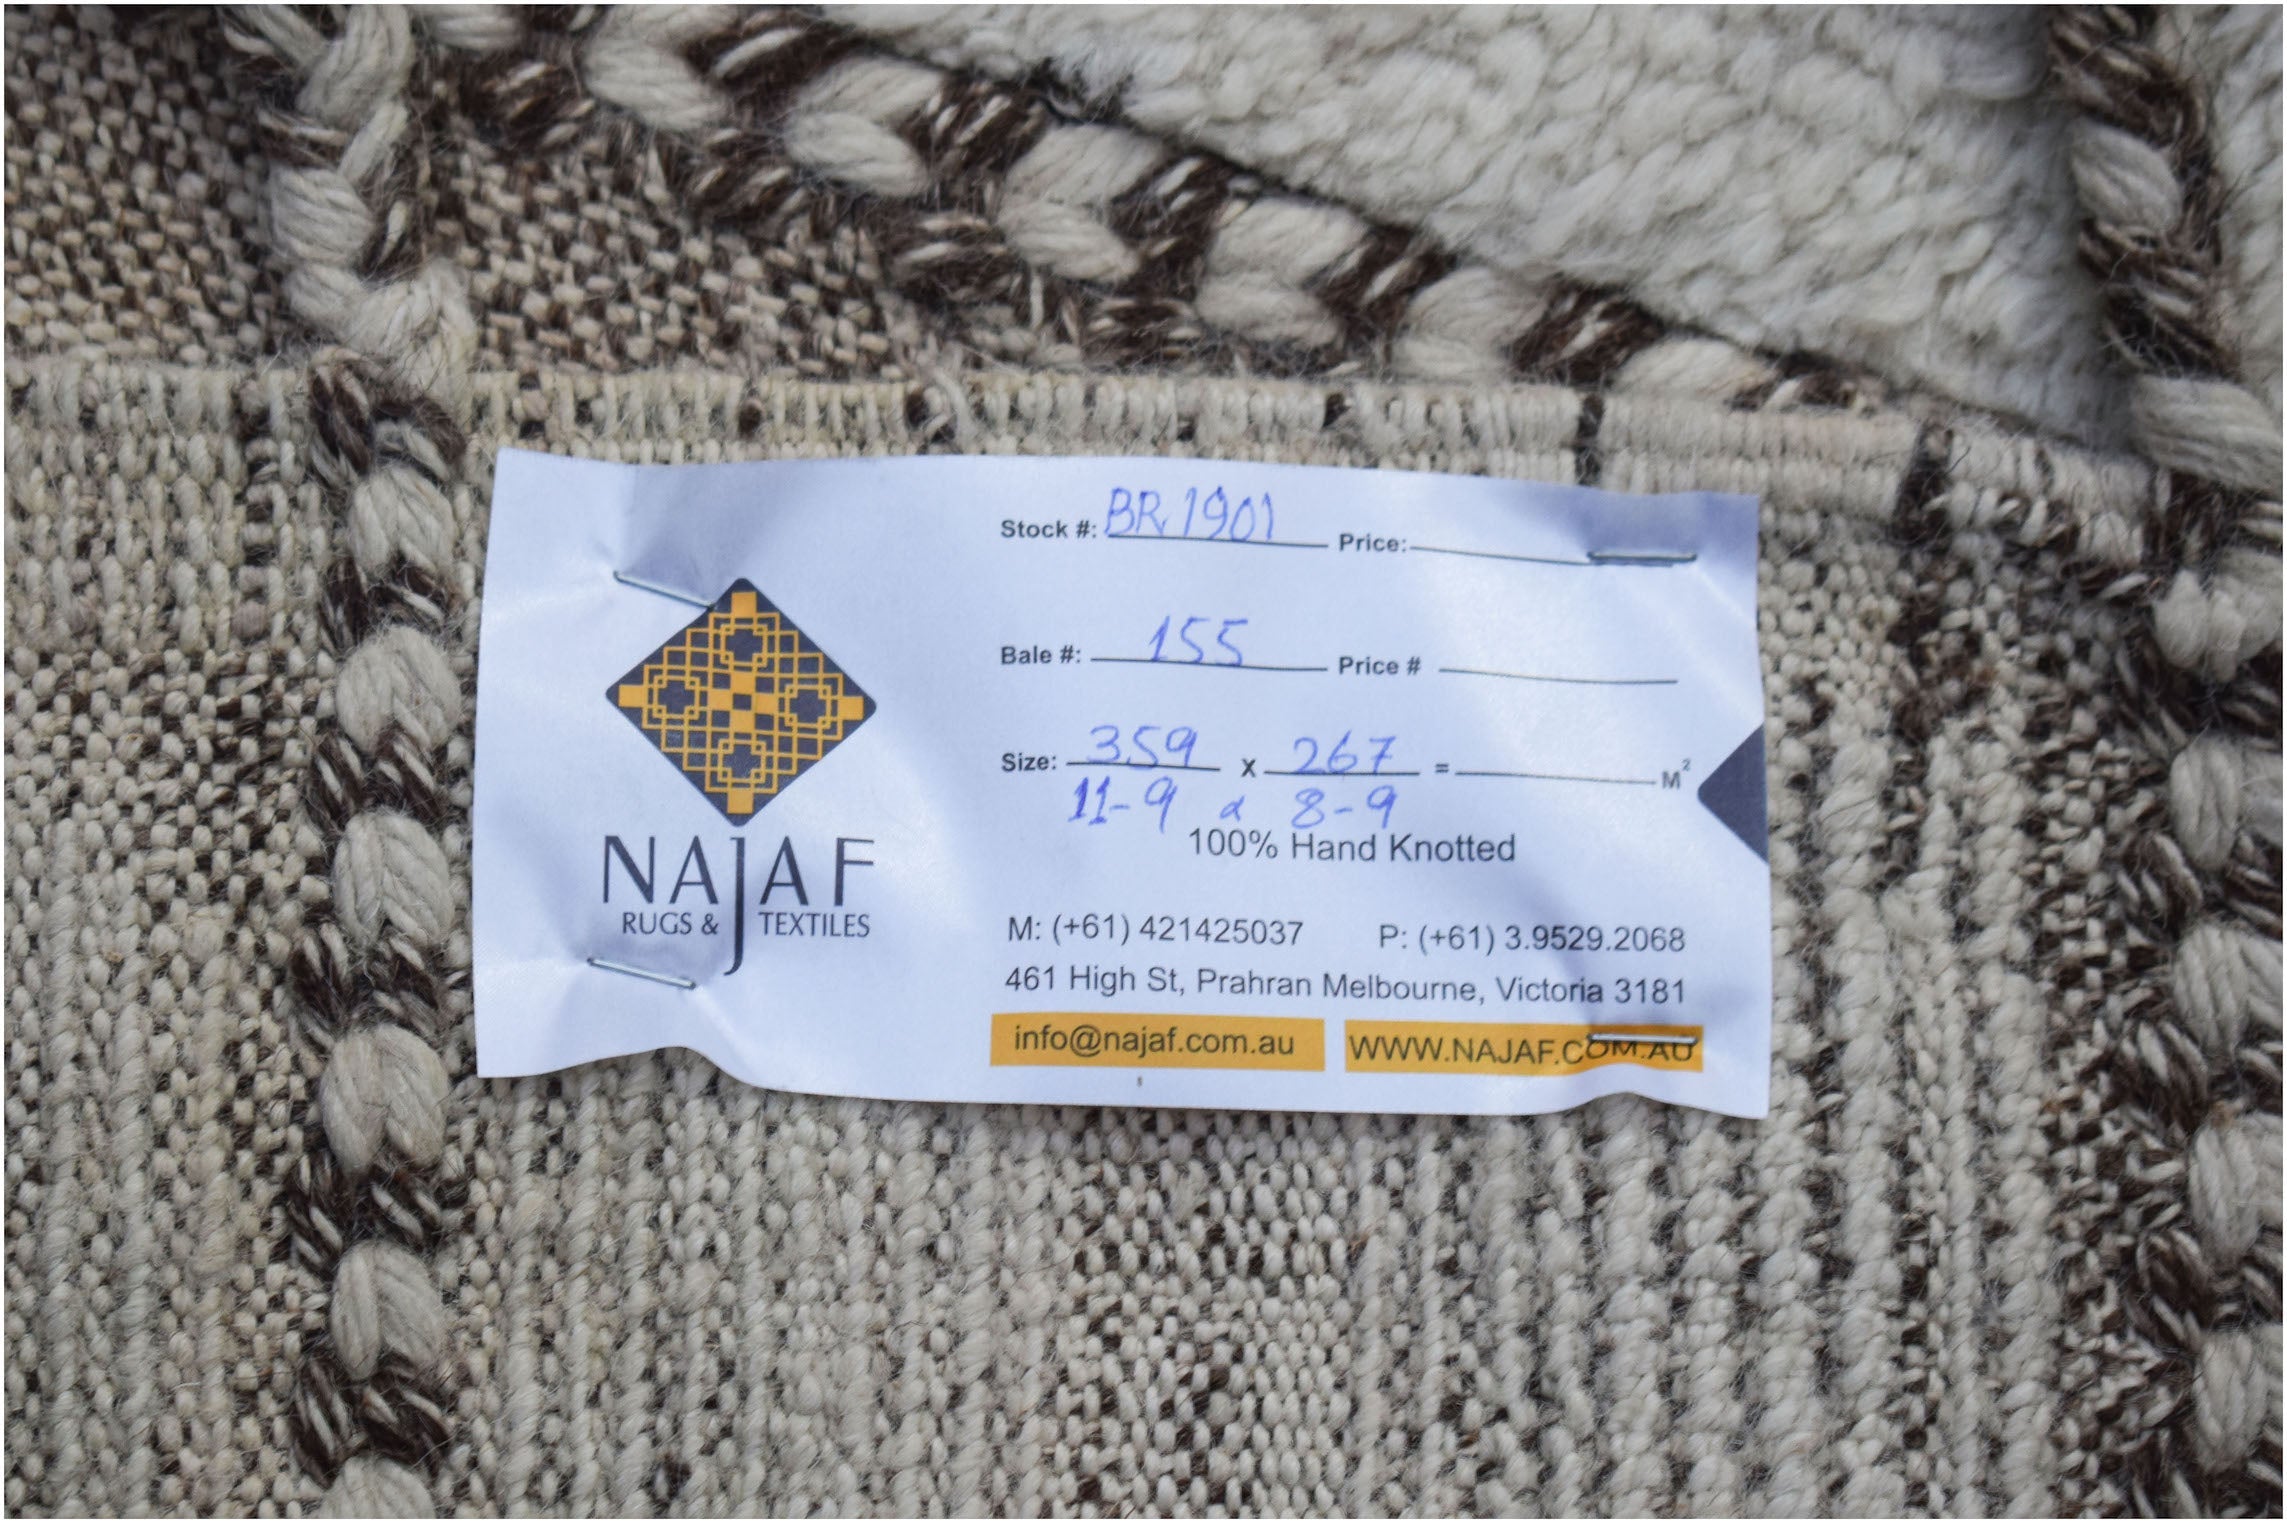 Stock #: BR 1901 Price:
Bale #: 155 Price #
Size: 359 X 267 = M²
11-9 x 8-9
100% Hand Knotted
NAJAF
RUGS & TEXTILES
M: (+61) 421425037 P: (+61) 3.9529.2068
461 High St, Prahran Melbourne, Victoria 3181
info@najaf.com.au WWW.NAJAF.COM.AU